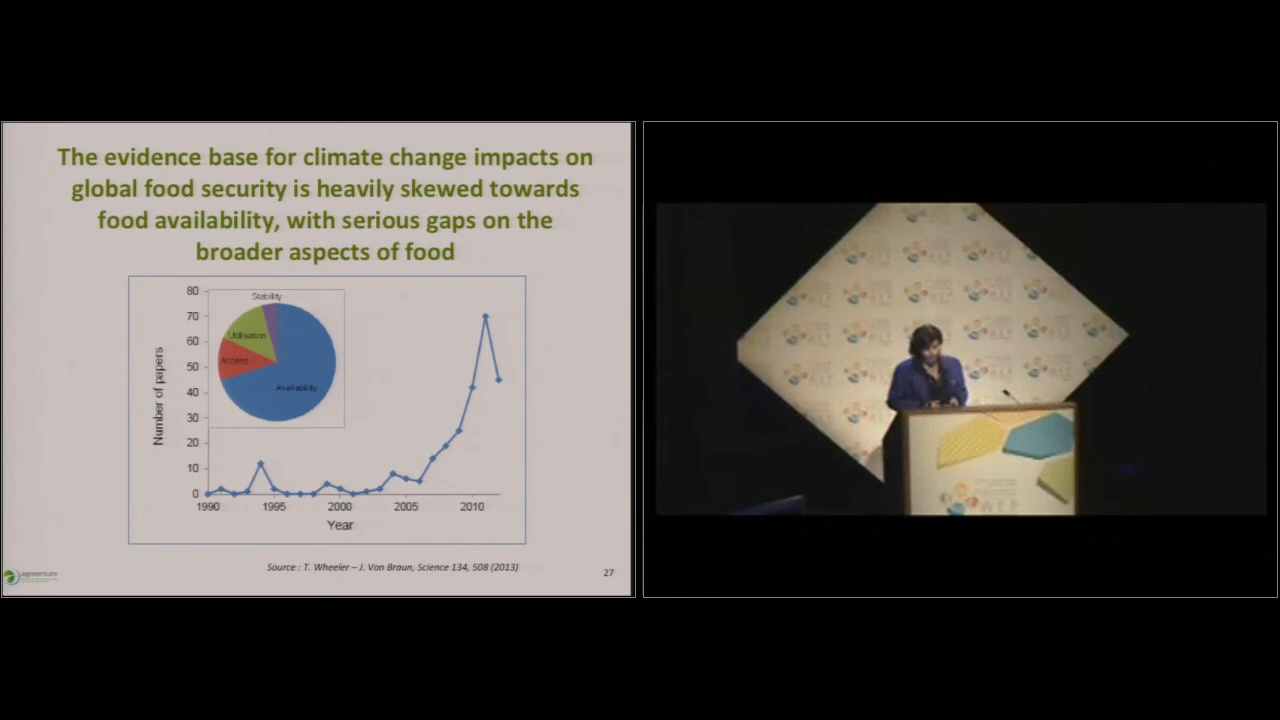 The evidence base for climate change impacts on
global food security is heavily skewed towards
food availability, with serious gaps on the
broader aspects of food
80
70
60
50
40
30
20
10
0
Number of papers
Stability
Utilisation
Access
Availability
1990
1995
2000
2005
2010
Year
Source : T. Wheeler – J. Von Braun, Science 134, 508 (2013)
27
agreenium